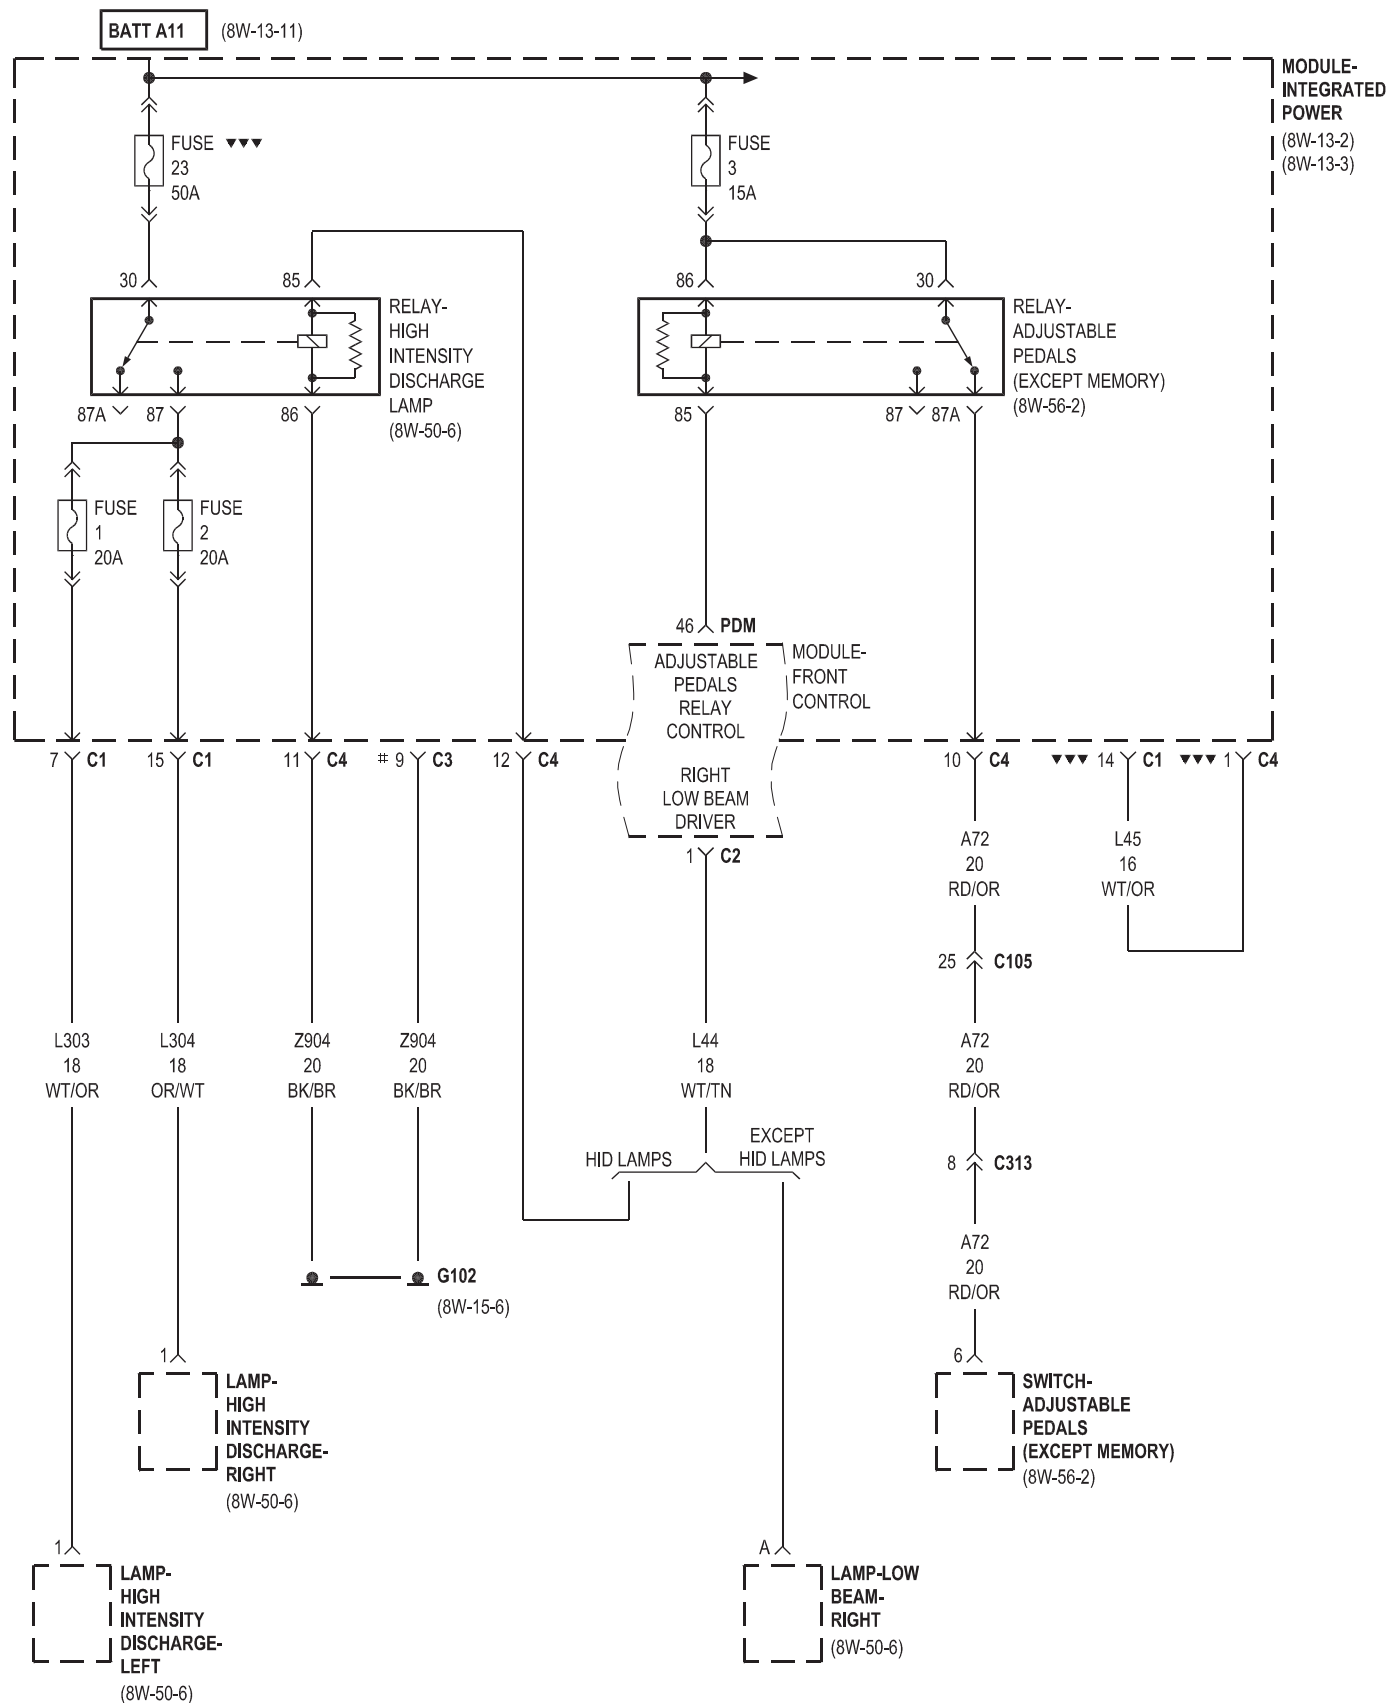 BATT A11 (8W-13-11)
MODULE-
INTEGRATED
POWER
(8W-13-2)
(8W-13-3)
FUSE ▼▼▼
23
50A
FUSE
3
15A
30
85
86
30
RELAY-
HIGH
INTENSITY
DISCHARGE
LAMP
(8W-50-6)
RELAY-
ADJUSTABLE
PEDALS
(EXCEPT MEMORY)
(8W-56-2)
87A
87
86
85
87
87A
FUSE
1
20A
FUSE
2
20A
46 PDM
ADJUSTABLE
PEDALS
RELAY
CONTROL
RIGHT
LOW BEAM
DRIVER
MODULE-
FRONT
CONTROL
7 C1
15 C1
11 C4
# 9 C3
12 C4
10 C4
▼▼▼ 14 C1
▼▼▼ 1 C4
1 C2
A72
20
RD/OR
L45
16
WT/OR
25 C105
L303
18
WT/OR
L304
18
OR/WT
Z904
20
BK/BR
Z904
20
BK/BR
L44
18
WT/TN
A72
20
RD/OR
HID LAMPS
EXCEPT
HID LAMPS
8 C313
A72
20
RD/OR
G102
(8W-15-6)
1
LAMP-
HIGH
INTENSITY
DISCHARGE-
RIGHT
(8W-50-6)
6
SWITCH-
ADJUSTABLE
PEDALS
(EXCEPT MEMORY)
(8W-56-2)
1
LAMP-
HIGH
INTENSITY
DISCHARGE-
LEFT
(8W-50-6)
A
LAMP-LOW
BEAM-
RIGHT
(8W-50-6)